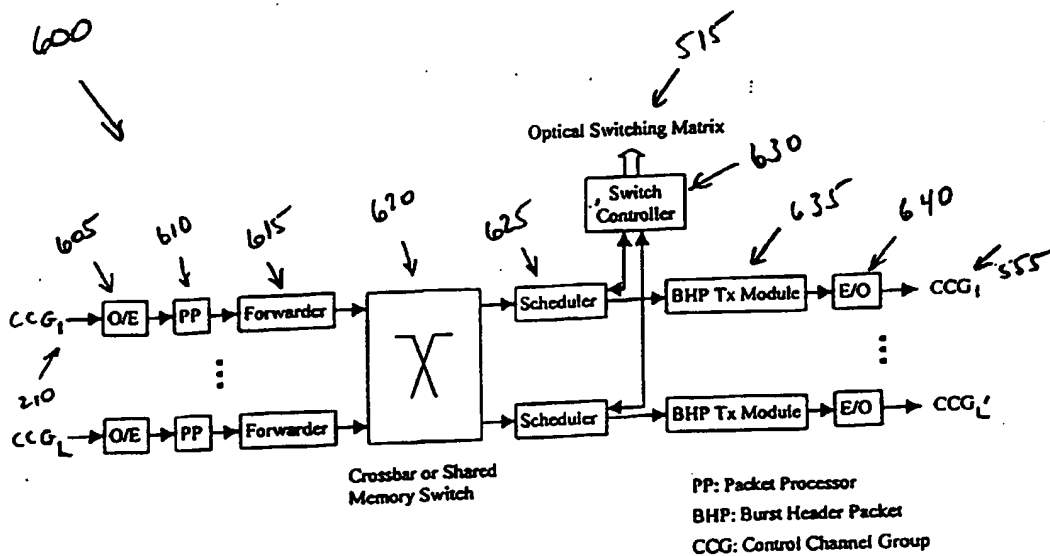 600
515
Optical Switching Matrix
630
Switch
Controller
605
610
615
620
625
635
640
555
CCG₁
O/E
PP
Forwarder
Scheduler
BHP Tx Module
E/O
CCG₁
210
CCG_L
O/E
PP
Forwarder
Scheduler
BHP Tx Module
E/O
CCG_L'
Crossbar or Shared
Memory Switch
PP: Packet Processor
BHP: Burst Header Packet
CCG: Control Channel Group